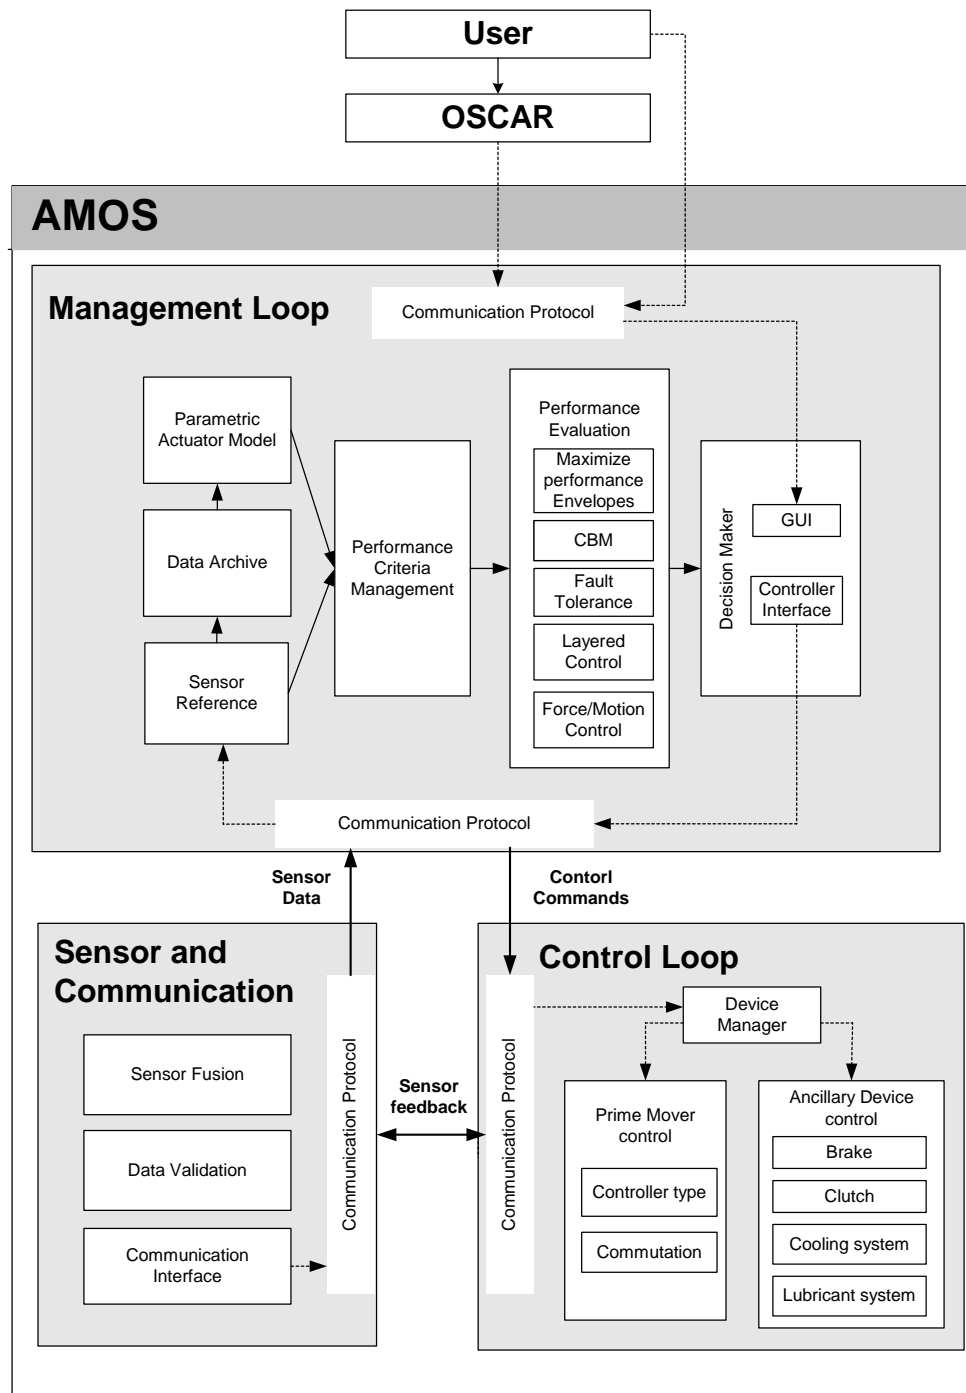 User
OSCAR
AMOS
Management Loop
Communication Protocol
Parametric
Actuator Model
Data Archive
Sensor
Reference
Performance
Criteria
Management
Performance
Evaluation
Maximize
performance
Envelopes
CBM
Fault
Tolerance
Layered
Control
Force/Motion
Control
Decision Maker
GUI
Controller
Interface
Communication Protocol
Sensor
Data
Contorl
Commands
Sensor and
Communication
Sensor Fusion
Data Validation
Communication
Interface
Communication Protocol
Sensor
feedback
Control Loop
Communication Protocol
Device
Manager
Prime Mover
control
Controller type
Commutation
Ancillary Device
control
Brake
Clutch
Cooling system
Lubricant system